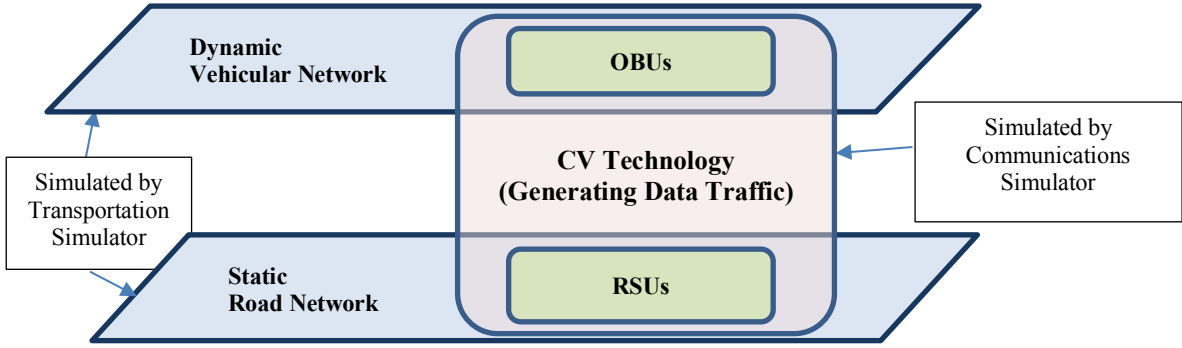 Dynamic
Vehicular Network
OBUs
CV Technology
(Generating Data Traffic)
Simulated by
Communications
Simulator
Simulated by
Transportation
Simulator
Static
Road Network
RSUs